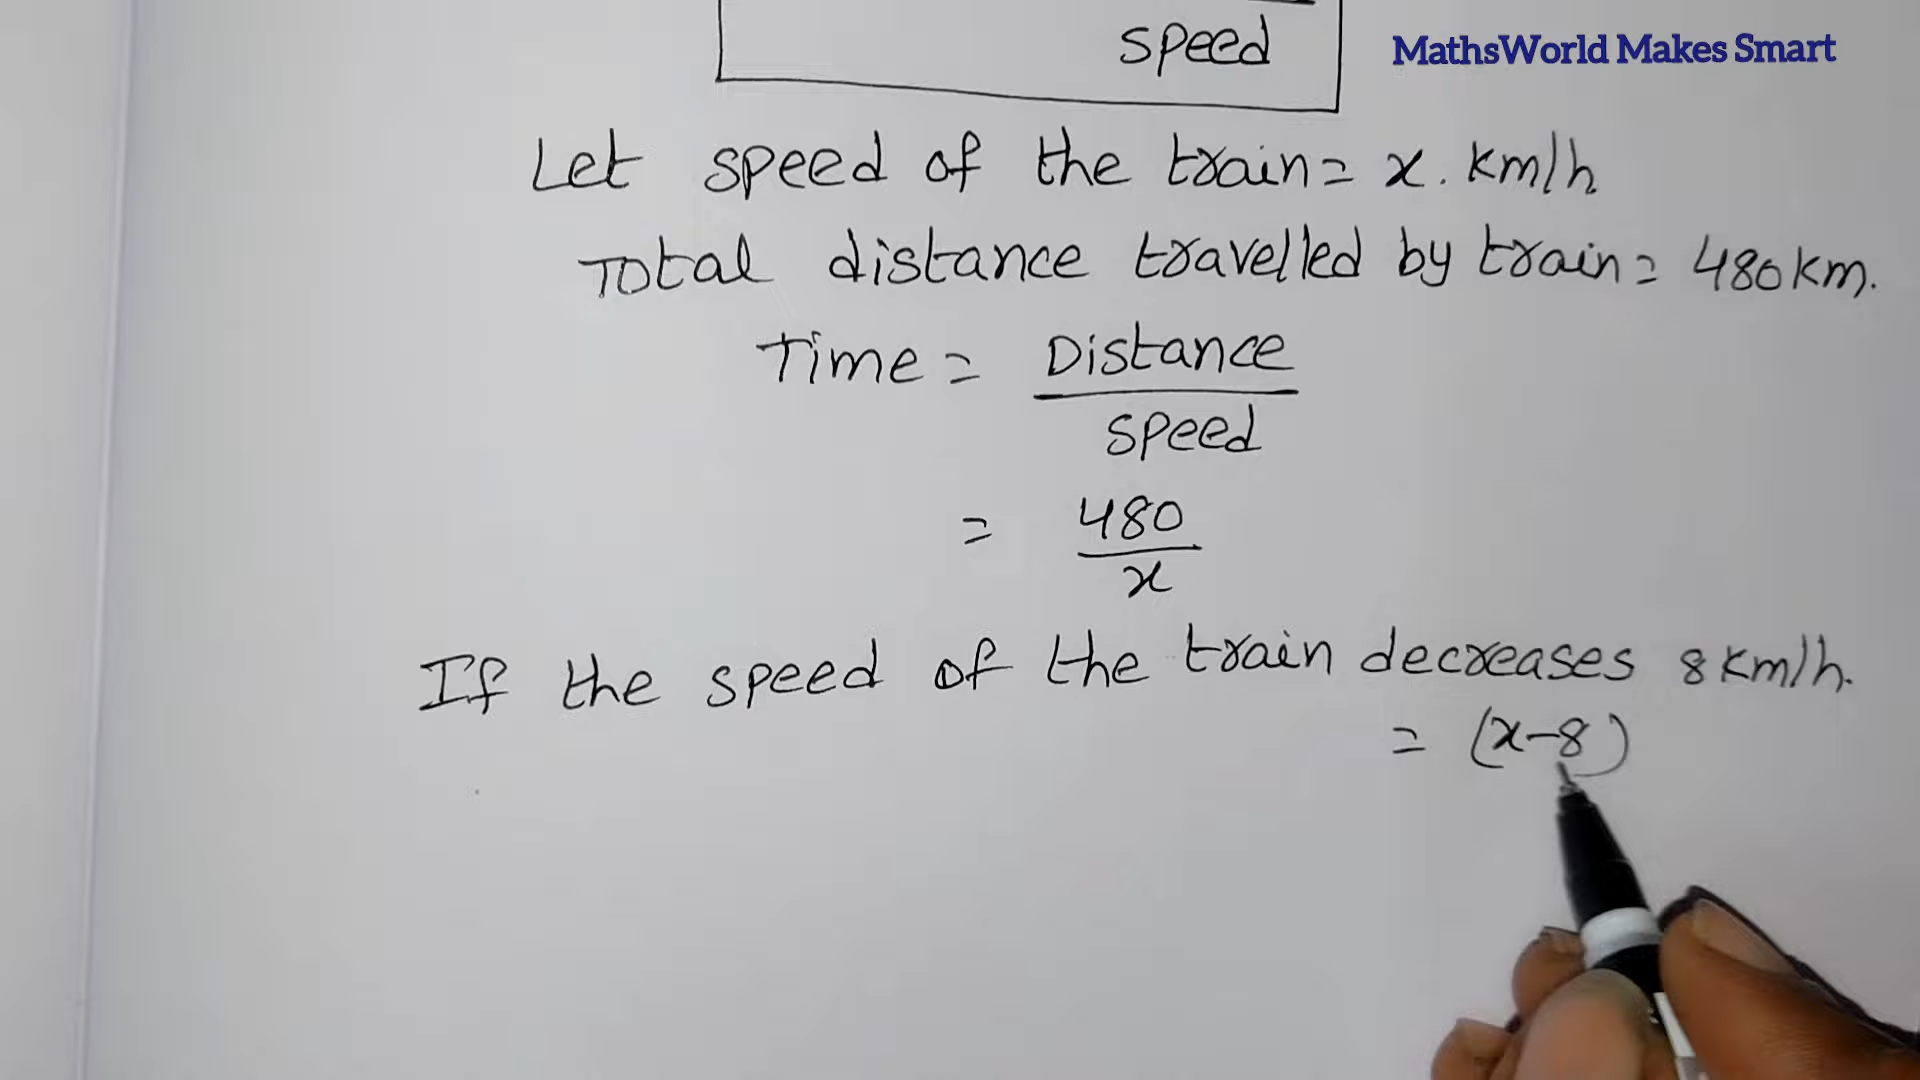 speed
MathsWorld Makes Smart
Let speed of the train = x. km/h
Total distance travelled by train = 480 km.
Time = Distance
speed
= 480
x
If the speed of the train decreases 8 km/h.
= (x-8)